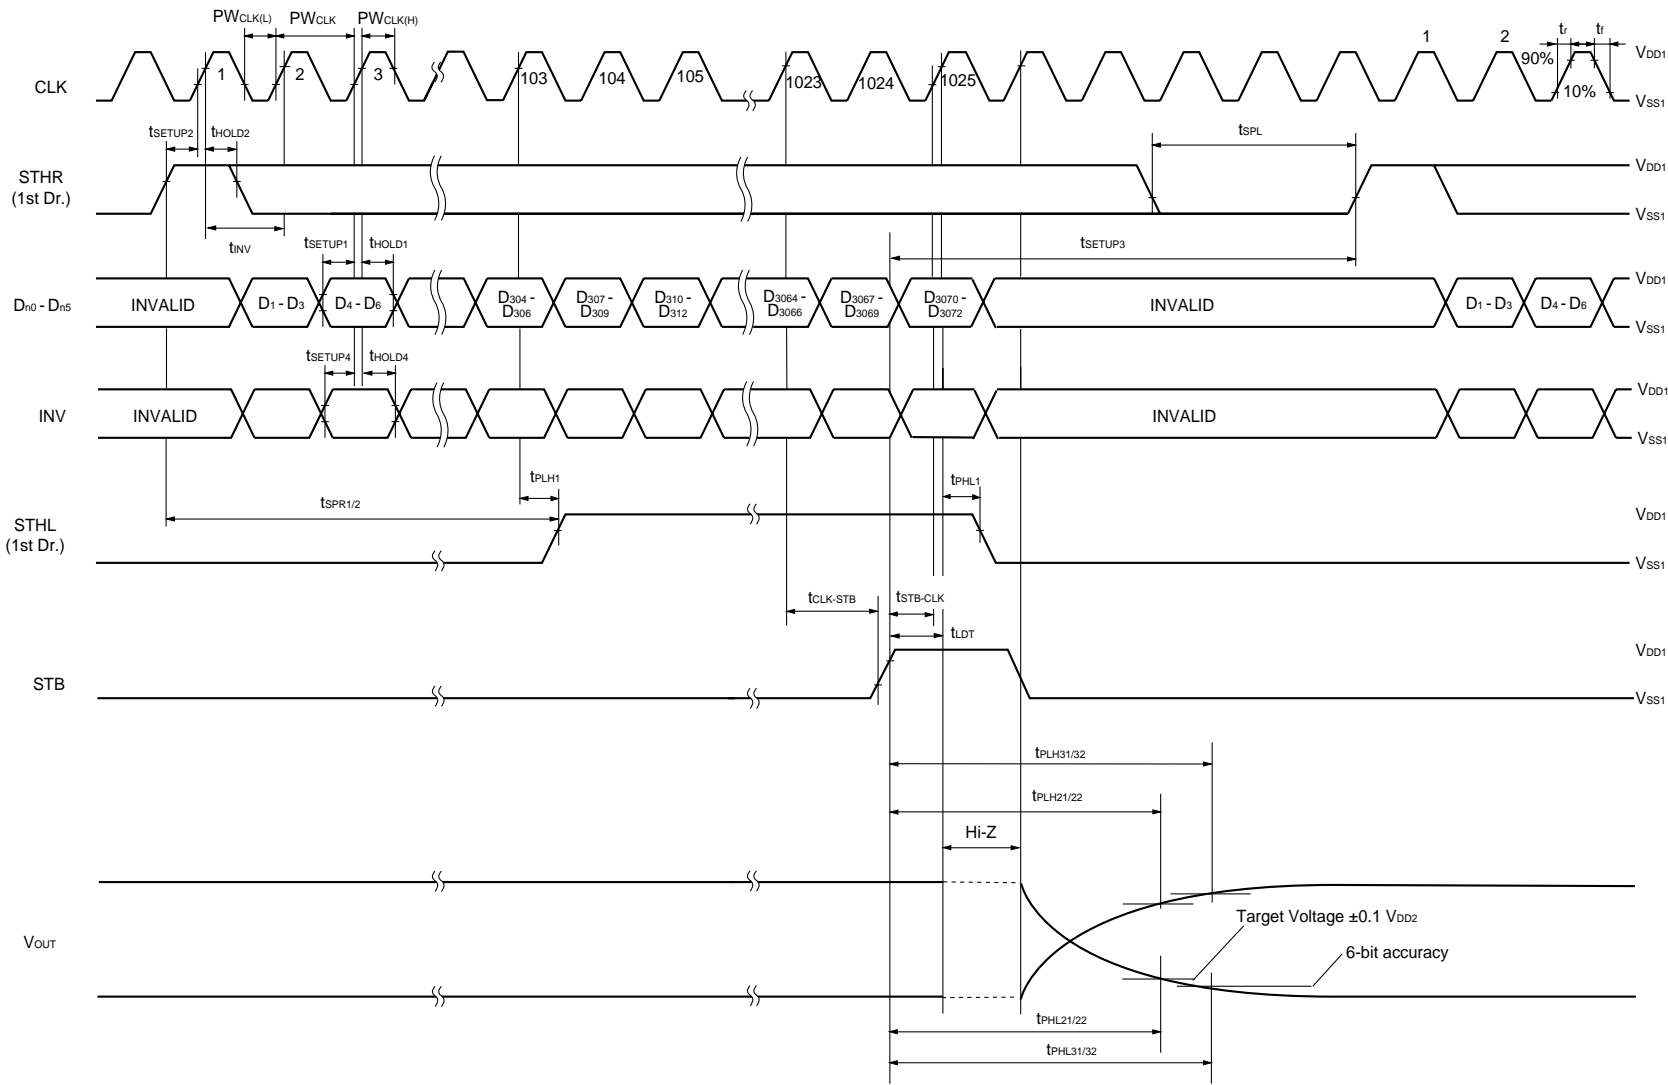 PWCLK(L) PWCLK PWCLK(H)
1 2 tr tf
CLK 1 2 3 103 104 105 1023 1024 1025 90% 10% VDD1
VSS1
tSETUP2 tHOLD2 tSPL
STHR
(1st Dr.)
VDD1
VSS1
tINV tSETUP1 tHOLD1 tSETUP3
Dn0 - Dn5 INVALID D1 - D3 D4 - D6 D304 - D306 D307 - D309 D310 - D312 D3064 - D3066 D3067 - D3069 D3070 - D3072 INVALID D1 - D3 D4 - D6 VDD1
VSS1
tSETUP4 tHOLD4
INV INVALID INVALID VDD1
VSS1
tPLH1 tPHL1
tSPR1/2
STHL
(1st Dr.)
VDD1
VSS1
tCLK-STB tSTB-CLK
tLDT
STB VDD1
VSS1
tPLH31/32
tPLH21/22
Hi-Z
Target Voltage ±0.1 VDD2
VOUT 6-bit accuracy
tPHL21/22
tPHL31/32